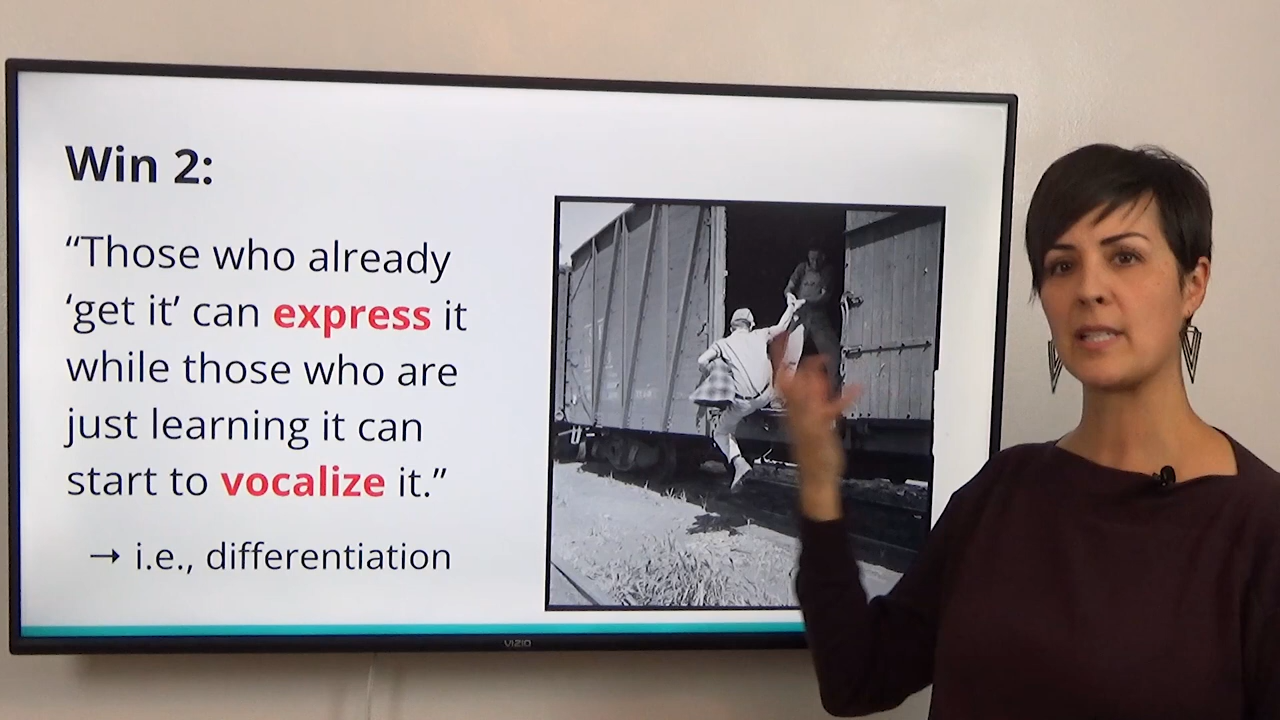 Win 2:
“Those who already
‘get it’ can express it
while those who are
just learning it can
start to vocalize it.”
→ i.e., differentiation
VIZIO